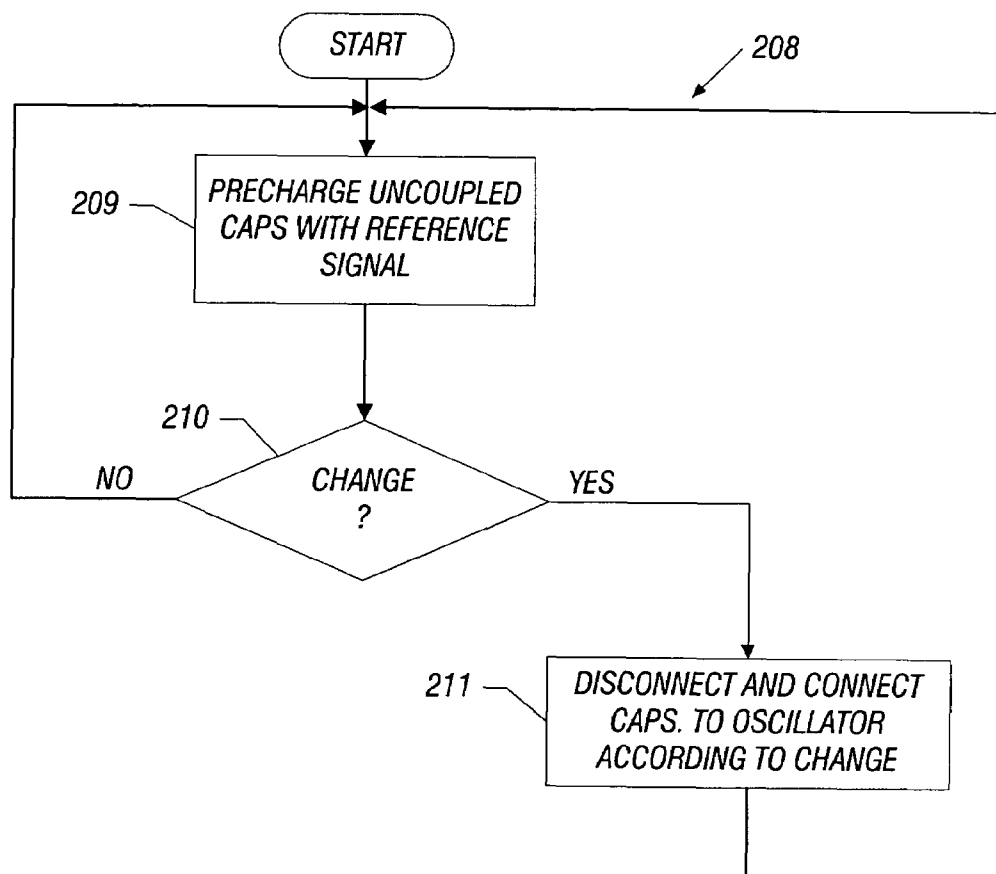 START
208
209
PRECHARGE UNCOUPLED
CAPS WITH REFERENCE
SIGNAL
210
NO
CHANGE
?
YES
211
DISCONNECT AND CONNECT
CAPS. TO OSCILLATOR
ACCORDING TO CHANGE